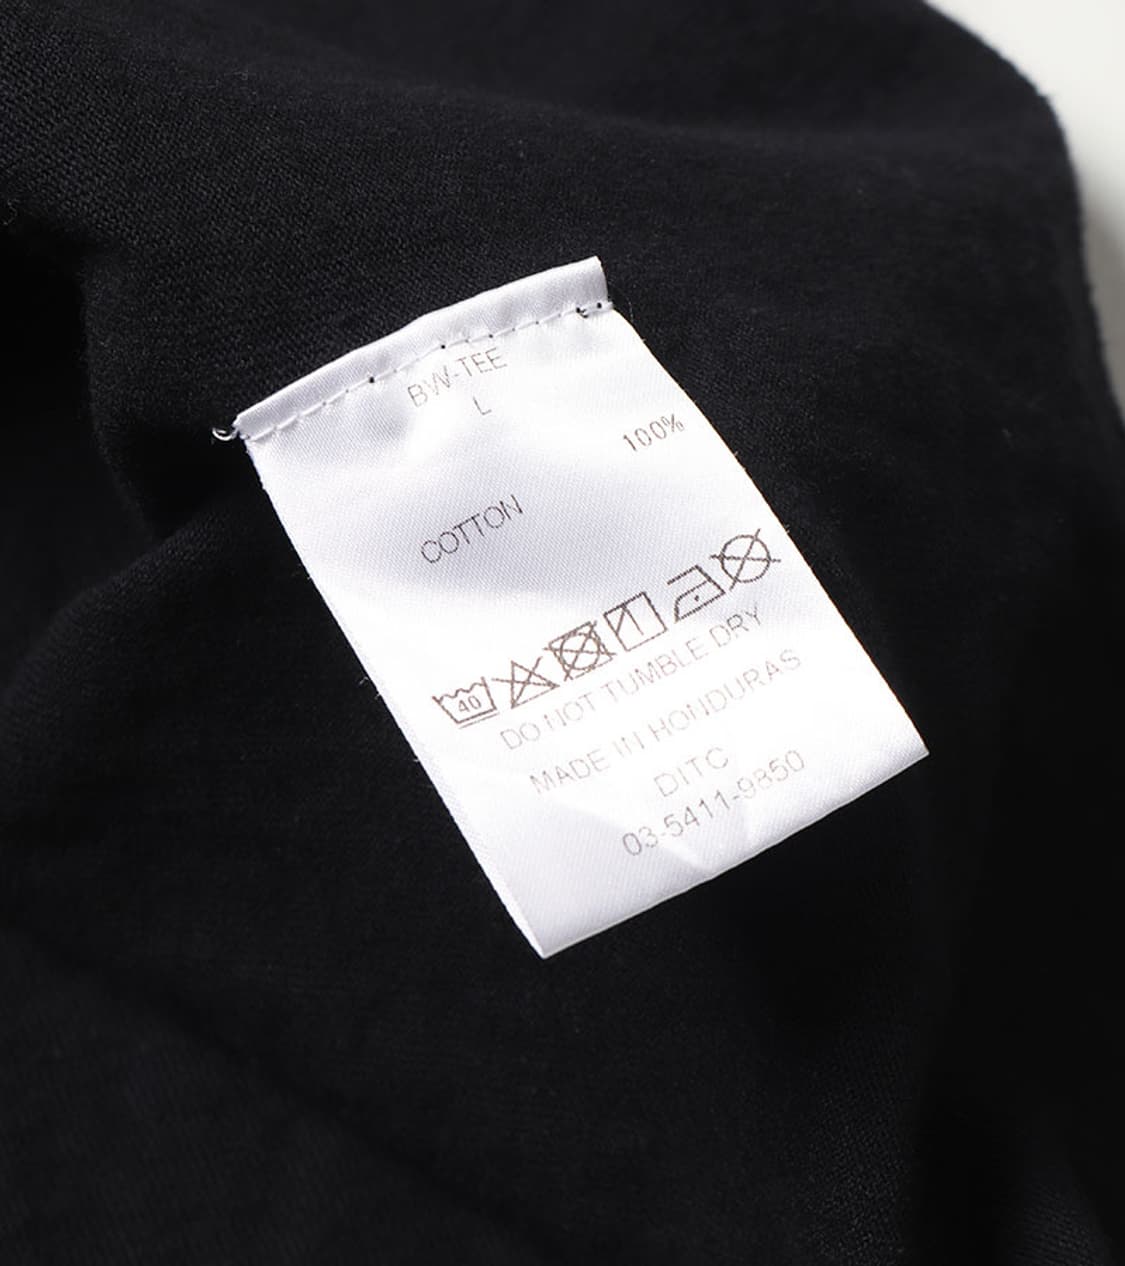 BW-TEE
L
100%
COTTON
40
DO NOT TUMBLE DRY
MADE IN HONDURAS
DITC
03-5411-9850